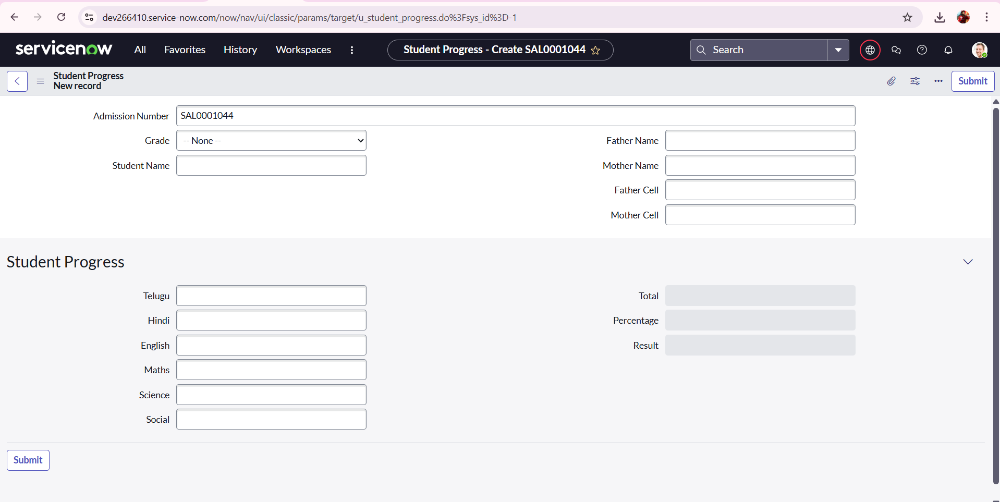 dev266410.service-now.com/now/nav/ui/classic/params/target/u_student_progress.do%3Fsys_id%3D-1
servicenow All Favorites History Workspaces Student Progress - Create SAL0001044 Search
Student Progress
New record
Submit
Admission Number SAL0001044
Grade -- None -- Father Name
Student Name Mother Name
Father Cell
Mother Cell
Student Progress
Telugu Total
Hindi Percentage
English Result
Maths
Science
Social
Submit